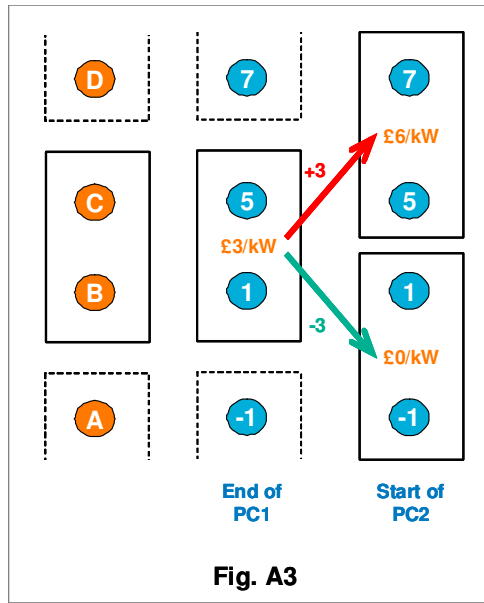 D
7
7
£6/kW
+3
C
5
5
£3/kW
B
1
1
-3
£0/kW
A
-1
-1
End of
PC1
Start of
PC2
Fig. A3